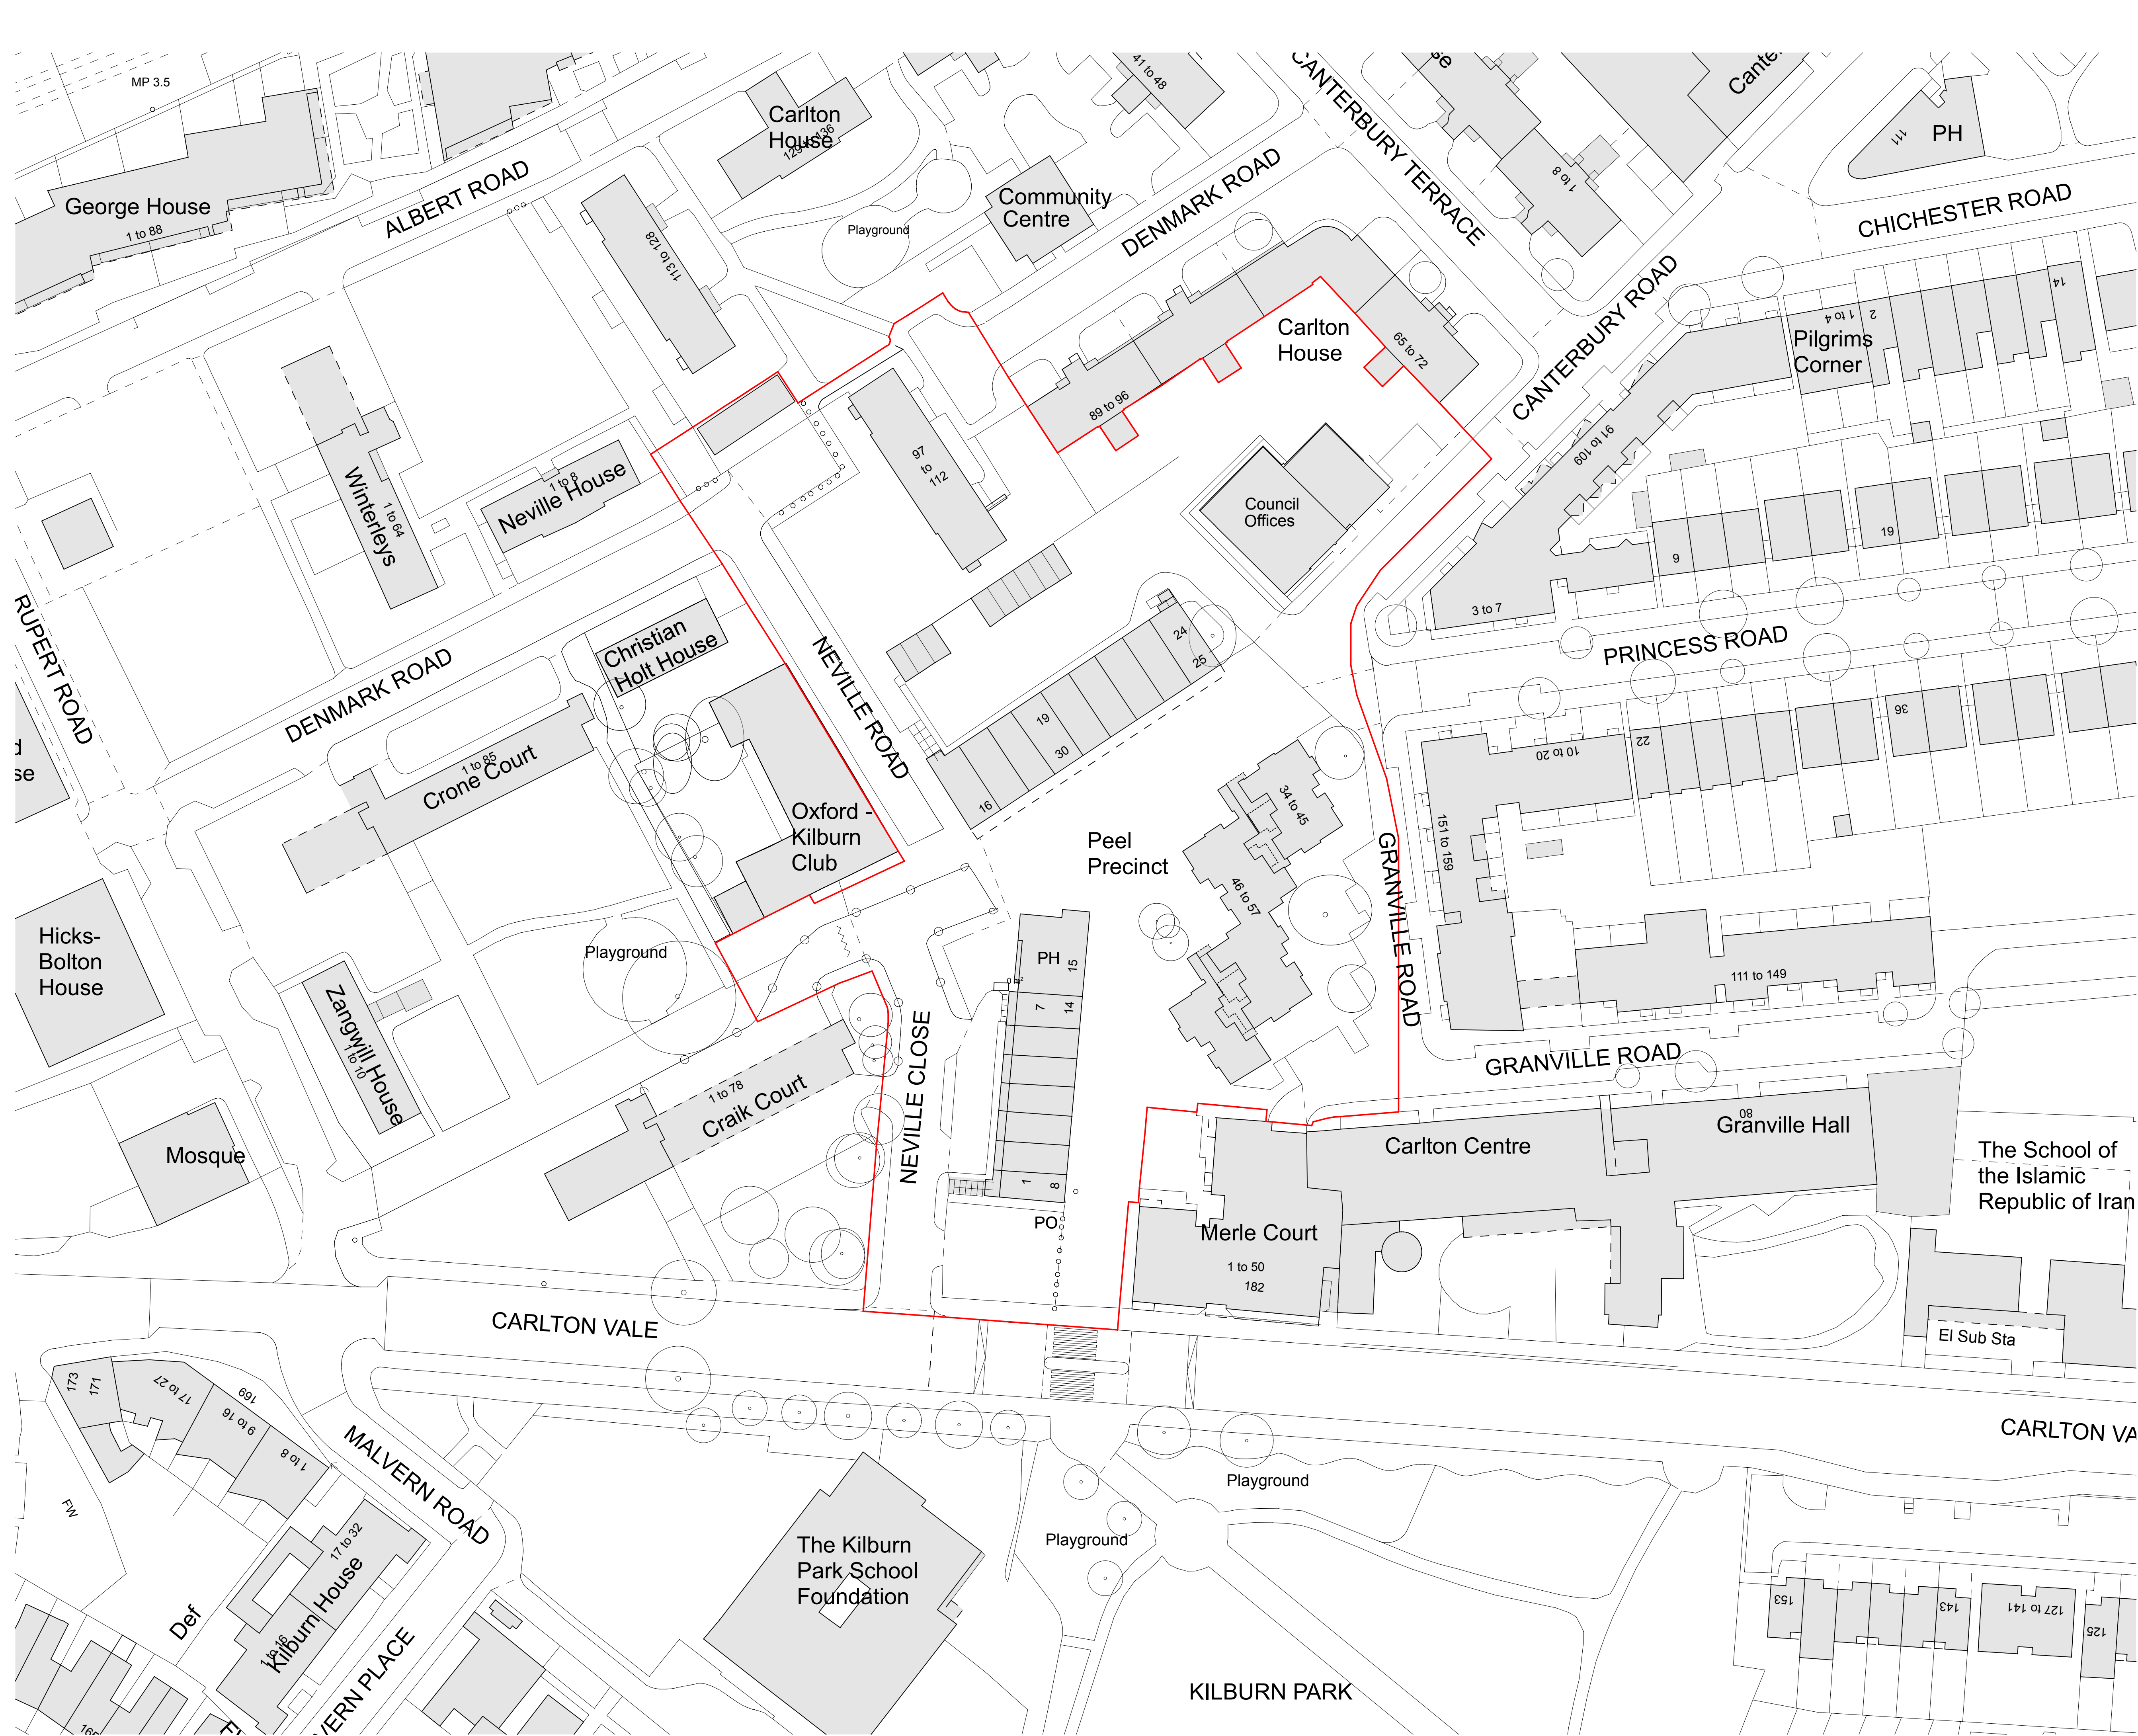 MP 3.5
George House
1 to 88
ALBERT ROAD
Carlton
House
129 to 136
113 to 128
Playground
Community
Centre
41 to 48
DENMARK ROAD
CANTERBURY TERRACE
1 to 8
PH
111
CHICHESTER ROAD
CANTERBURY ROAD
Carlton
House
65 to 72
89 to 96
97
to
112
Council
Offices
Pilgrims
Corner
1 to 4
2
14
91 to 109
9
19
3 to 7
PRINCESS ROAD
Winterleys
1 to 64
Neville House
1 to 8
RUPERT ROAD
DENMARK ROAD
Christian
Holt House
NEVILLE ROAD
24
25
19
30
16
Crone Court
1 to 85
Oxford -
Kilburn
Club
Peel
Precinct
34 to 45
46 to 57
GRANVILLE ROAD
10 to 20
22
36
151 to 159
111 to 149
GRANVILLE ROAD
Hicks-
Bolton
House
Playground
Zangwill House
1 to 10
PH
15
7
14
1
8
PO
NEVILLE CLOSE
Craik Court
1 to 78
Mosque
Carlton Centre
80
Granville Hall
The School of
the Islamic
Republic of Iran
Merle Court
1 to 50
182
El Sub Sta
CARLTON VALE
CARLTON VA
173
171
17 to 27
169
9 to 16
1 to 8
MALVERN ROAD
FW
Def
Kilburn House
17 to 32
1 to 16
VERN PLACE
The Kilburn
Park School
Foundation
Playground
Playground
KILBURN PARK
153
143
127 to 141
125